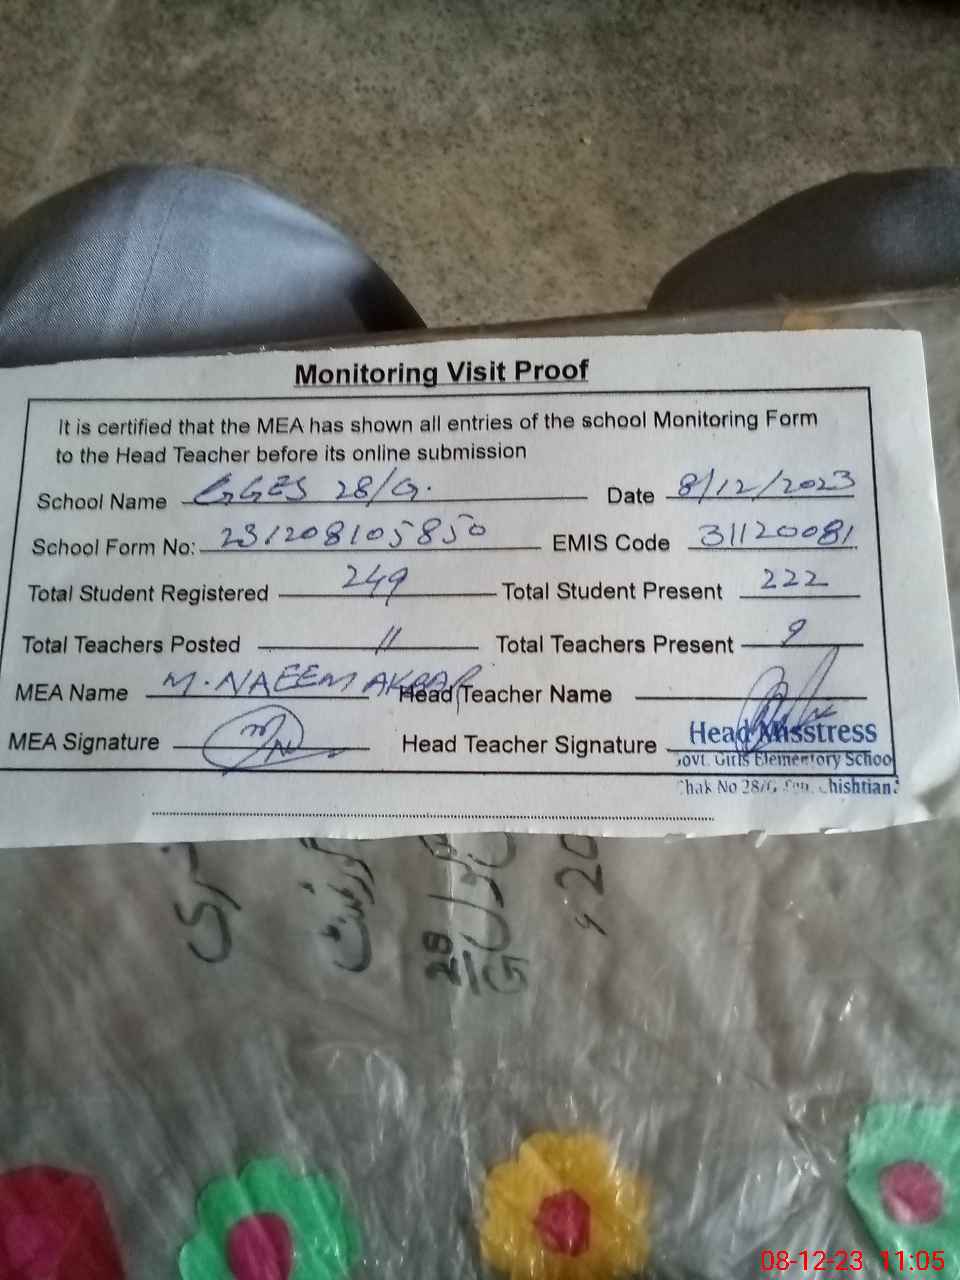 Monitoring Visit Proof
It is certified that the MEA has shown all entries of the school Monitoring Form
to the Head Teacher before its online submission
School Name GGES 28/G. Date 8/12/2023
School Form No: 231208105850 EMIS Code 31120081
Total Student Registered 249 Total Student Present 222
Total Teachers Posted 11 Total Teachers Present 9
MEA Name M. NAEEM AKBAR Head Teacher Name
MEA Signature Head Teacher Signature
Head Misstress
Govt. Girls Elementory School
Chak No 28/G
گورنمنٹ
28
G
08-12-23 11:05